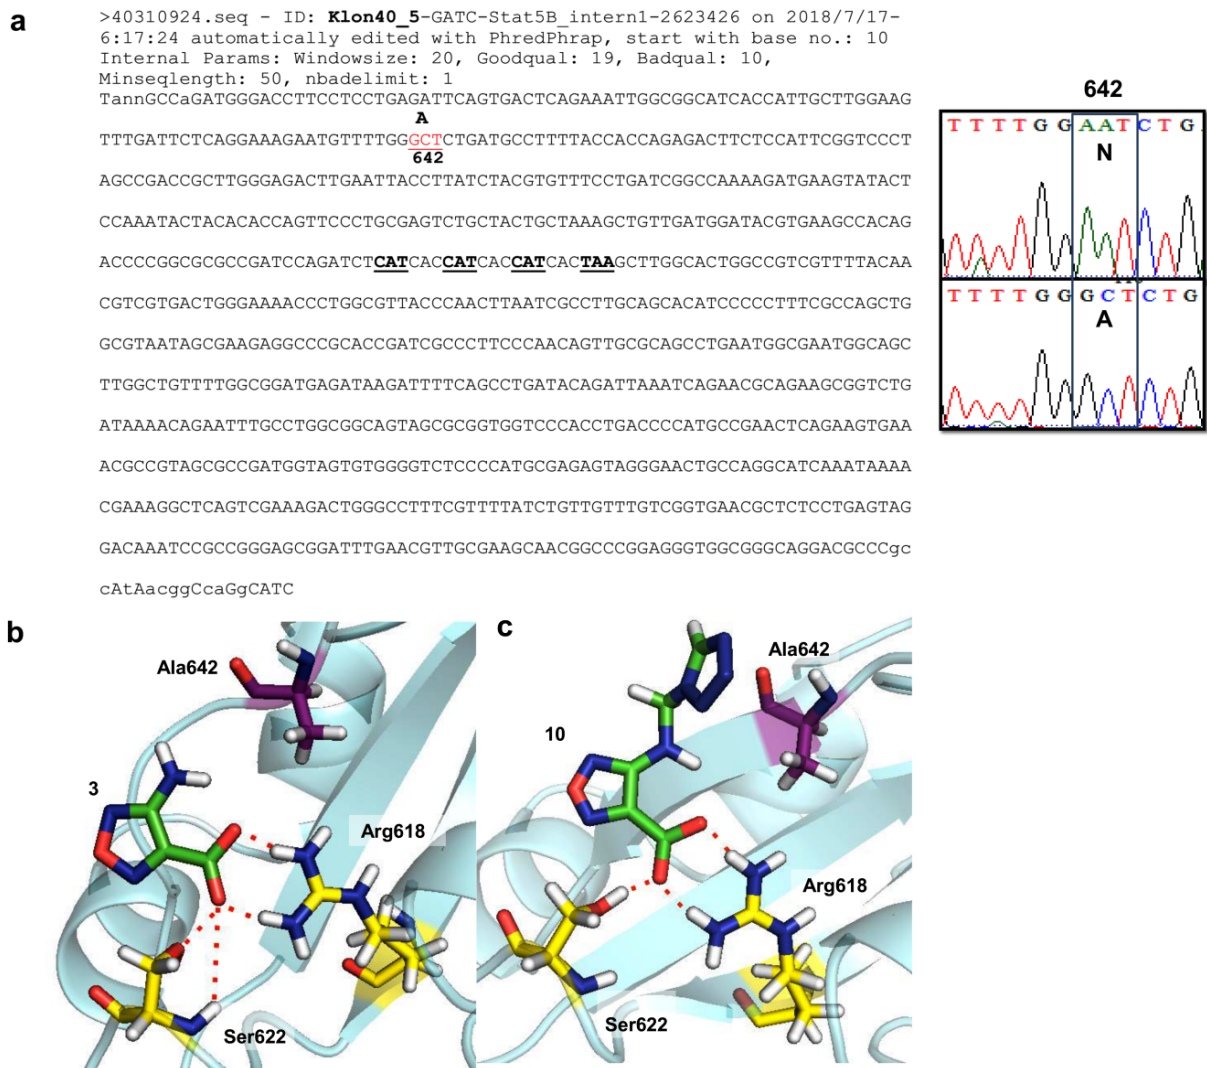 a
>40310924.seq - ID: Klon40_5-GATC-Stat5B_intern1-2623426 on 2018/7/17-
6:17:24 automatically edited with PhredPhrap, start with base no.: 10
Internal Params: Windowsize: 20, Goodqual: 19, Badqual: 10,
Minseqlength: 50, nbadelimit: 1
TannGCCaGATGGGACCTTCCTCCTGAGATTCAGTGACTCAGAAATTGGCGGCATCACCATTGCTTGGAAG
A
TTTGATTCTCAGGAAAGAATGTTTTGGGCTCTGATGCCTTTTACCACCAGAGACTTCTCCATTCGGTCCCT
642
AGCCGACCGCTTGGGAGACTTGAATTACCTTATCTACGTGTTTCCTGATCGGCCAAAAGATGAAGTATACT
CCAAATACTACACACCAGTTCCCTGCGAGTCTGCTACTGCTAAAGCTGTTGATGGATACGTGAAGCCACAG
ACCCCGGCGCGCCGATCCAGATCTCATCACCATCACCATCACTAAGCTTGGCACTGGCCGTCGTTTTACAA
CGTCGTGACTGGGAAAACCCTGGCGTTACCCAACTTAATCGCCTTGCAGCACATCCCCCTTTCGCCAGCTG
GCGTAATAGCGAAGAGGCCCGCACCGATCGCCCTTCCCAACAGTTGCGCAGCCTGAATGGCGAATGGCAGC
TTGGCTGTTTTGGCGGATGAGATAAGATTTTCAGCCTGATACAGATTAAATCAGAACGCAGAAGCGGTCTG
ATAAAACAGAATTTGCCTGGCGGCAGTAGCGCGGTGGTCCCACCTGACCCCATGCCGAACTCAGAAGTGAA
ACGCCGTAGCGCCGATGGTAGTGTGGGGTCTCCCCATGCGAGAGTAGGGAACTGCCAGGCATCAAATAAAA
CGAAAGGCTCAGTCGAAAGACTGGGCCTTTCGTTTTATCTGTTGTTTGTCGGTGAACGCTCTCCTGAGTAG
GACAAATCCGCCGGGAGCGGATTTGAACGTTGCGAAGCAACGGCCCGGAGGGTGGCGGGCAGGACGCCCgc
cAtAacggCcaGgCATC
642
TTTTGGAATCTG
N
TTTTGGGCTCTG
A
b
Ala642
3
Arg618
Ser622
c
Ala642
10
Arg618
Ser622